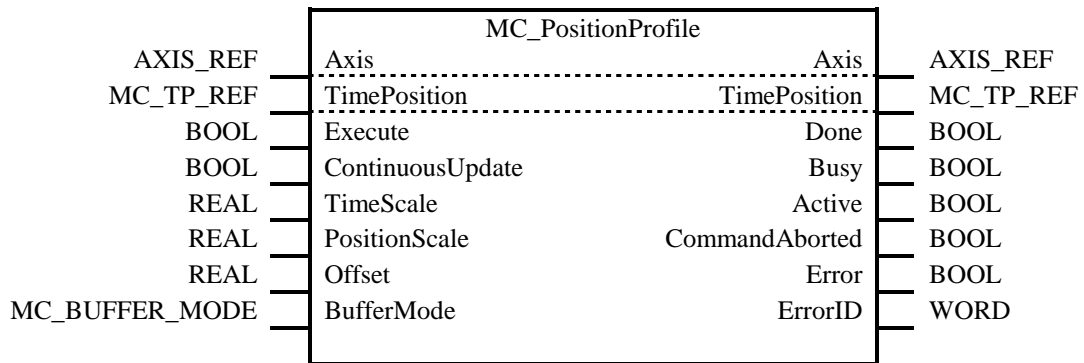 MC_PositionProfile
AXIS_REF Axis Axis AXIS_REF
MC_TP_REF TimePosition TimePosition MC_TP_REF
BOOL Execute Done BOOL
BOOL ContinuousUpdate Busy BOOL
REAL TimeScale Active BOOL
REAL PositionScale CommandAborted BOOL
REAL Offset Error BOOL
MC_BUFFER_MODE BufferMode ErrorID WORD